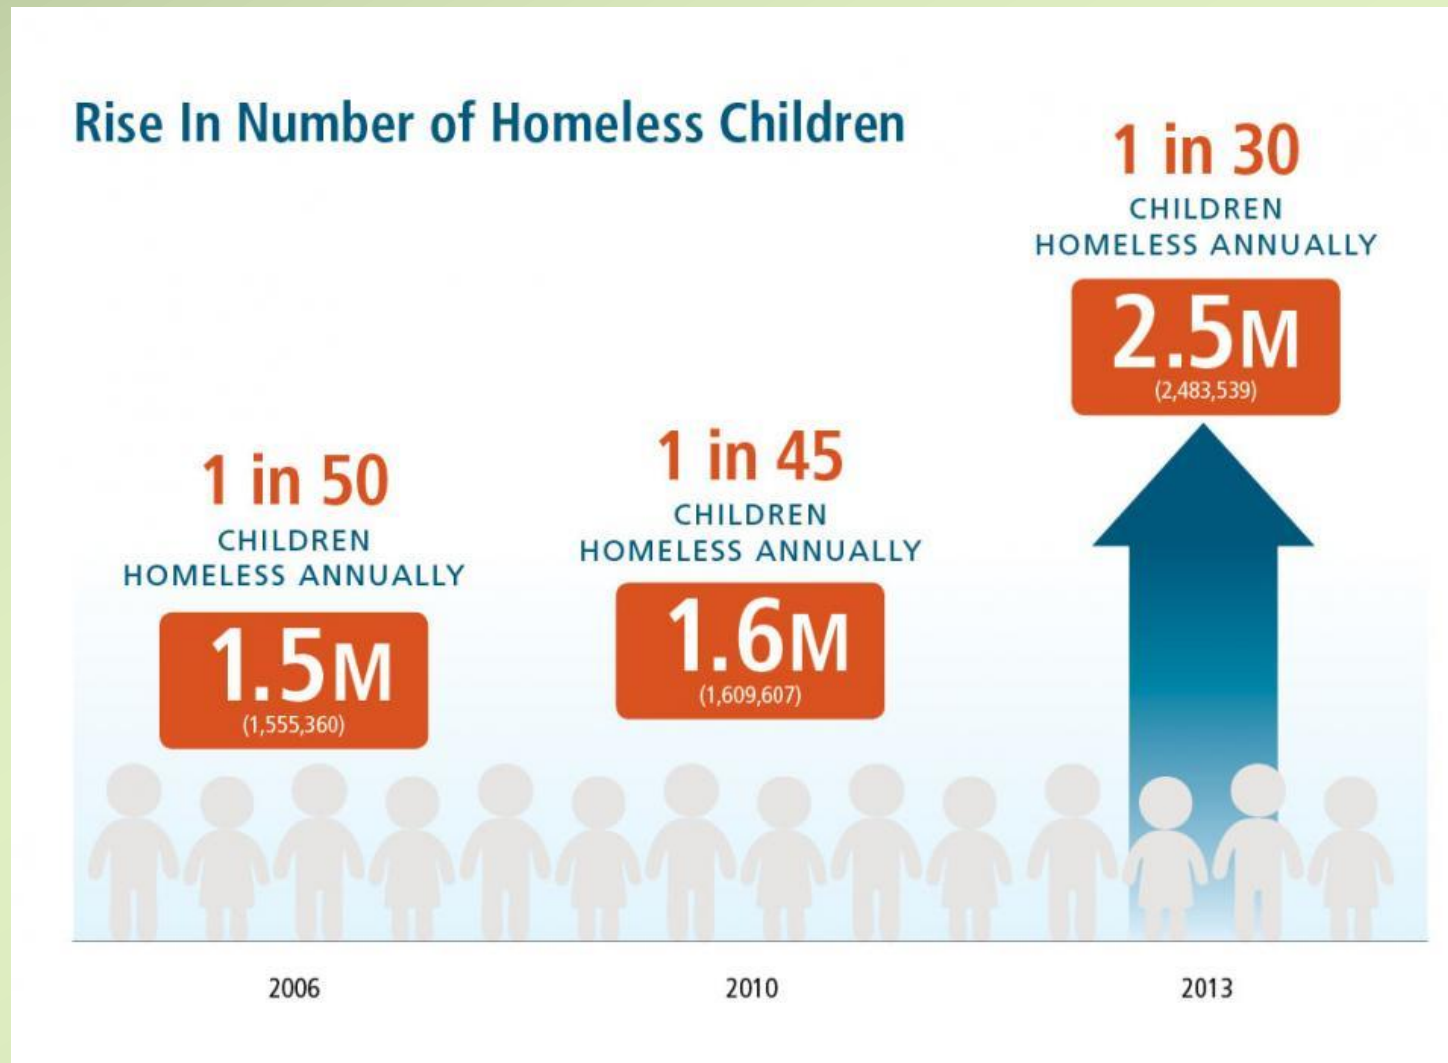 Rise In Number of Homeless Children
1 in 50
CHILDREN
HOMELESS ANNUALLY
1.5M
(1,555,360)
1 in 45
CHILDREN
HOMELESS ANNUALLY
1.6M
(1,609,607)
1 in 30
CHILDREN
HOMELESS ANNUALLY
2.5M
(2,483,539)
2006
2010
2013